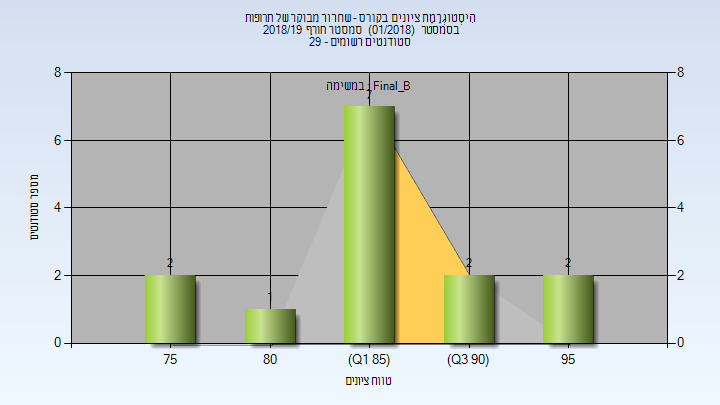 היסטוגרמת ציונים בקורס - שחרור מבוקר של תרופות
בסמסטר (01/2018) סמסטר חורף 2018/19
סטודנטים רשומים - 29
במשימה : Final_B
8 8
7
6 6
מספר סטודנטים
4 4
2 2 2
2 2
1
0 0
75 80 (Q1 85) (Q3 90) 95
טווח ציונים